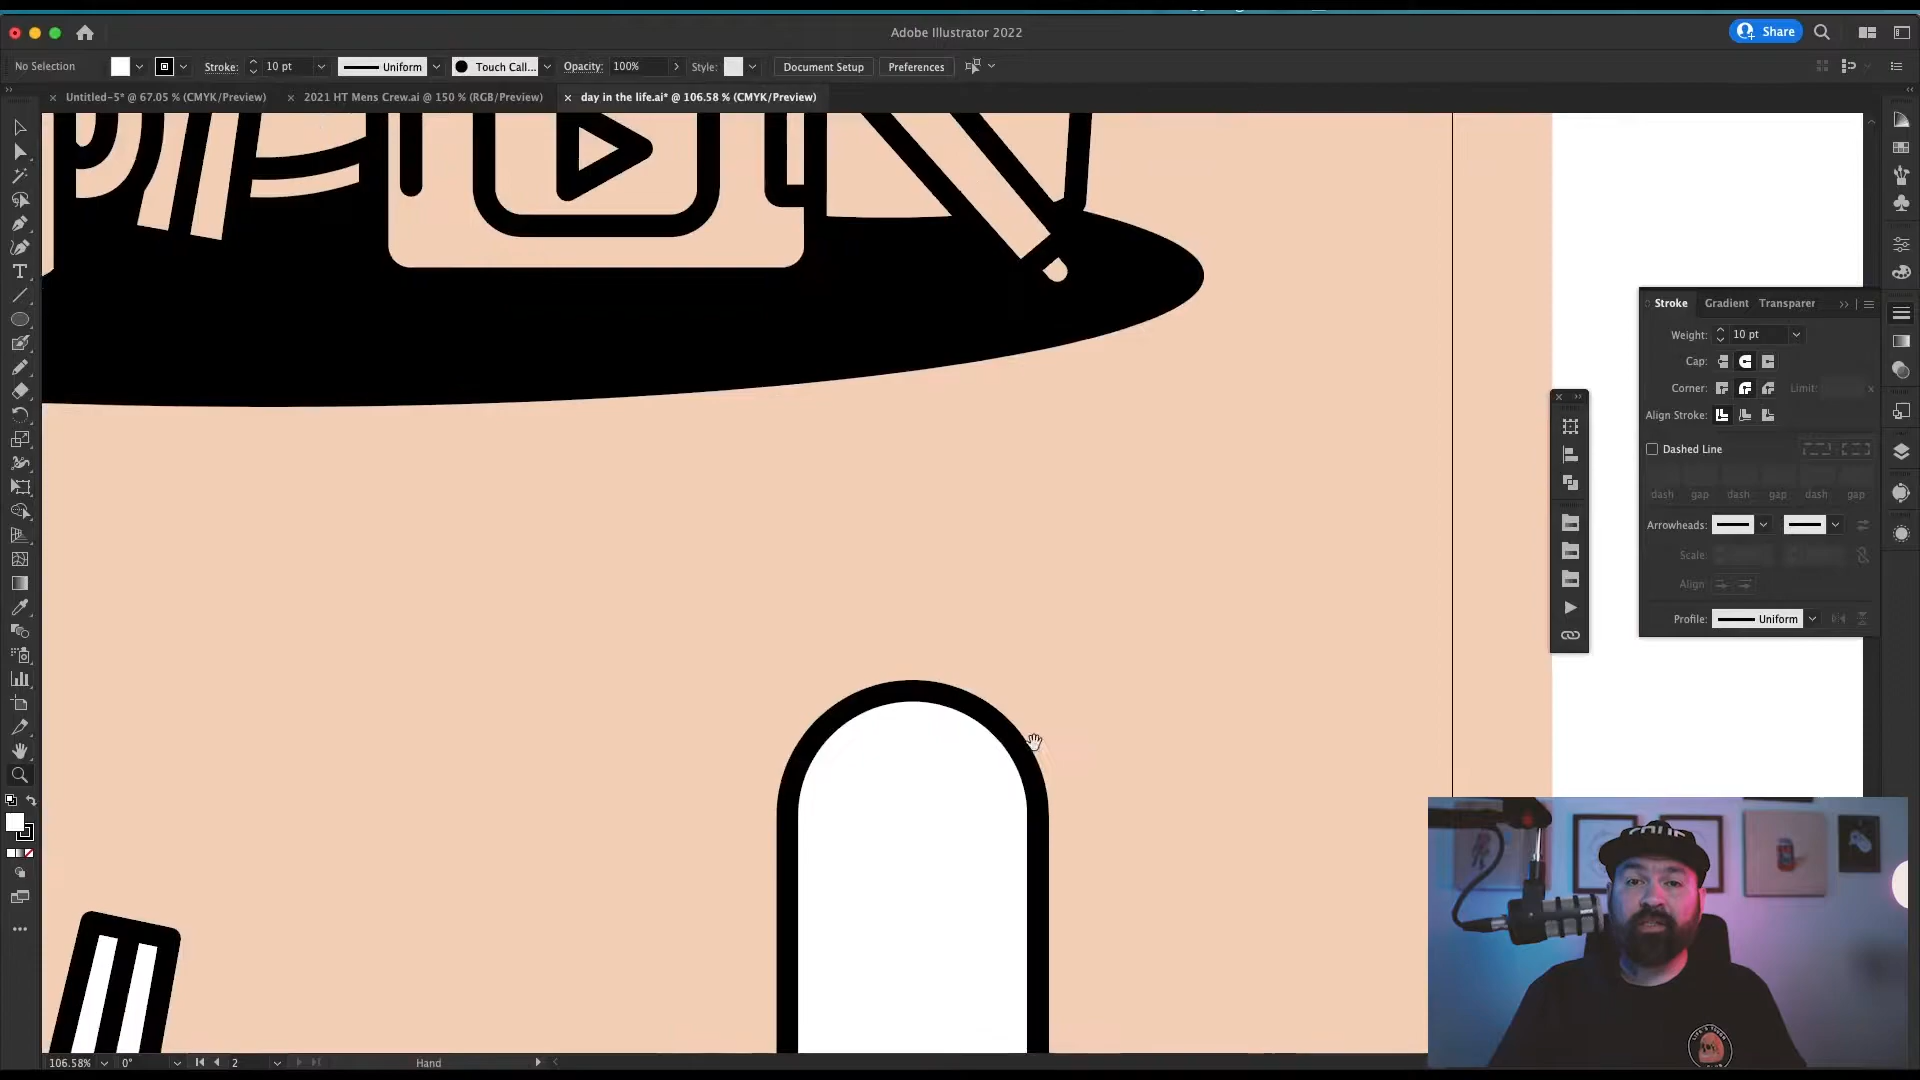 Adobe Illustrator 2022
Share
No Selection
Stroke: 10 pt Uniform Touch Call... Opacity: 100% Style: Document Setup Preferences
Untitled-5* @ 67.05 % (CMYK/Preview) 2021 HT Mens Crew.ai @ 150 % (RGB/Preview) day in the life.ai* @ 106.58 % (CMYK/Preview)
Stroke Gradient Transparer
Weight: 10 pt
Cap:
Corner: Limit: x
Align Stroke:
Dashed Line
dash gap dash gap dash gap
Arrowheads:
Scale:
Align:
Profile: Uniform
106.58% 0° 2 Hand